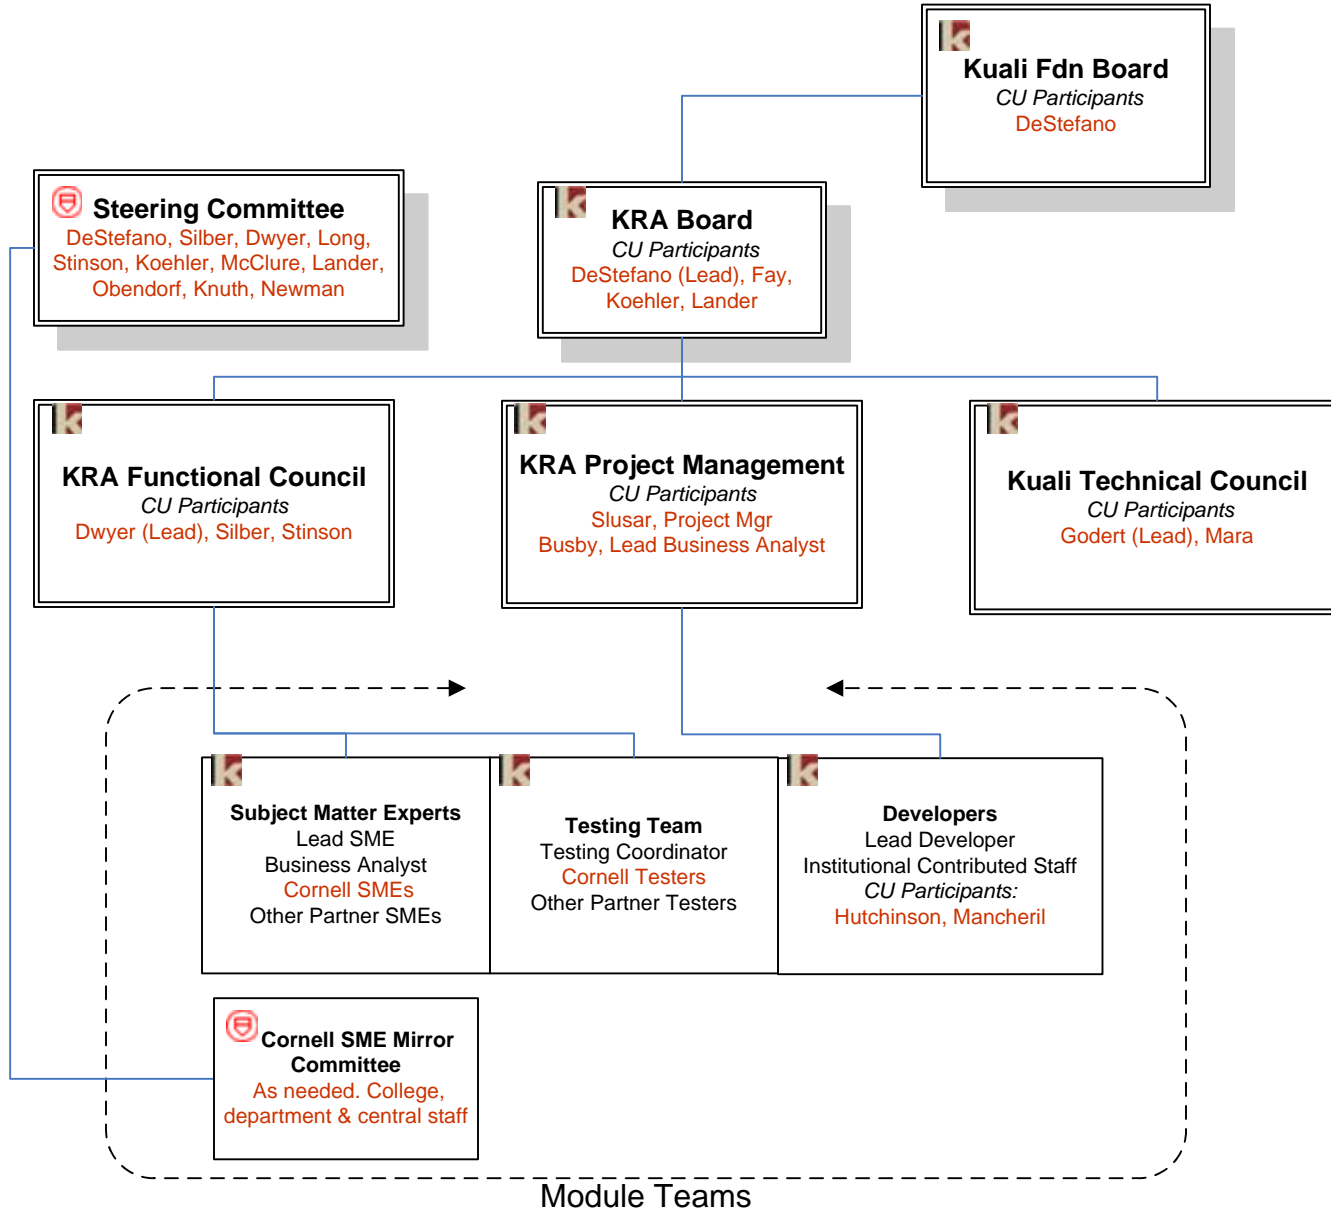 Kuali Fdn Board
CU Participants
DeStefano
Steering Committee
DeStefano, Silber, Dwyer, Long,
Stinson, Koehler, McClure, Lander,
Obendorf, Knuth, Newman
KRA Board
CU Participants
DeStefano (Lead), Fay,
Koehler, Lander
KRA Functional Council
CU Participants
Dwyer (Lead), Silber, Stinson
KRA Project Management
CU Participants
Slusar, Project Mgr
Busby, Lead Business Analyst
Kuali Technical Council
CU Participants
Godert (Lead), Mara
Subject Matter Experts
Lead SME
Business Analyst
Cornell SMEs
Other Partner SMEs
Testing Team
Testing Coordinator
Cornell Testers
Other Partner Testers
Developers
Lead Developer
Institutional Contributed Staff
CU Participants:
Hutchinson, Mancheril
Cornell SME Mirror
Committee
As needed. College,
department & central staff
Module Teams